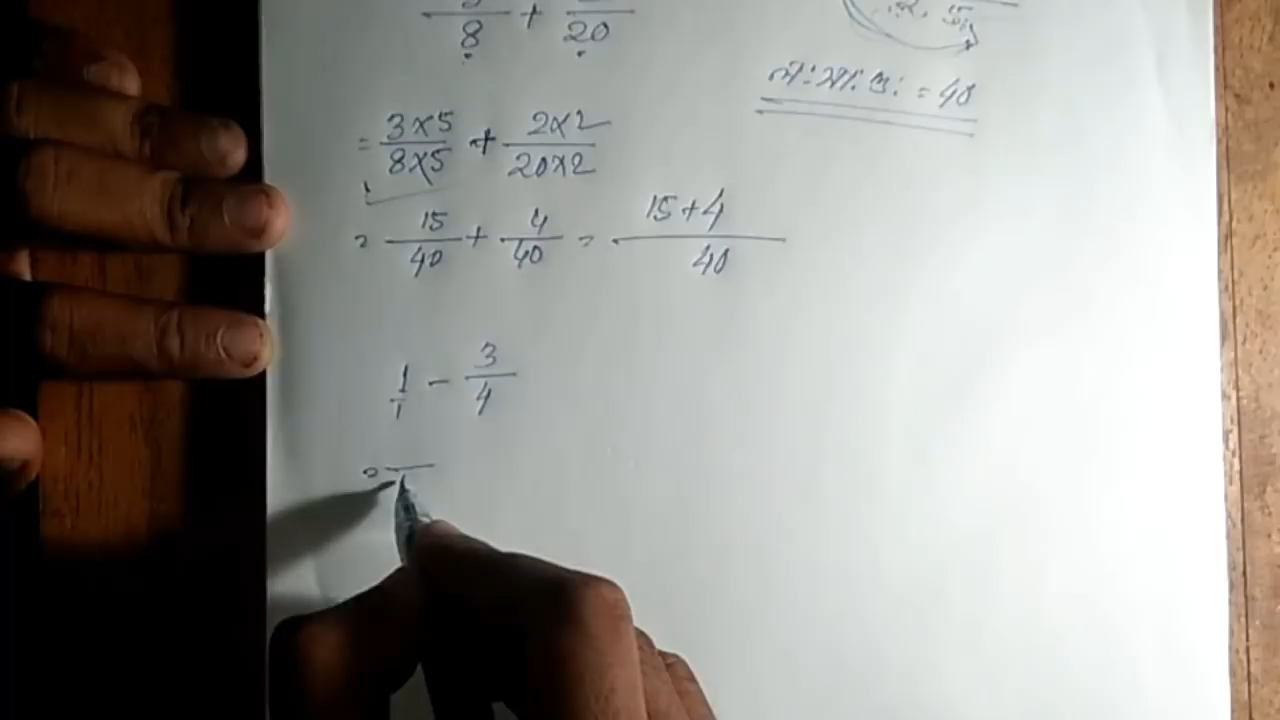 8 + 20
ল: সা: গু: = 40
= 3×5/8×5 + 2×2/20×2
= 15/40 + 4/40 = 15+4/40
1/1 - 3/4
=